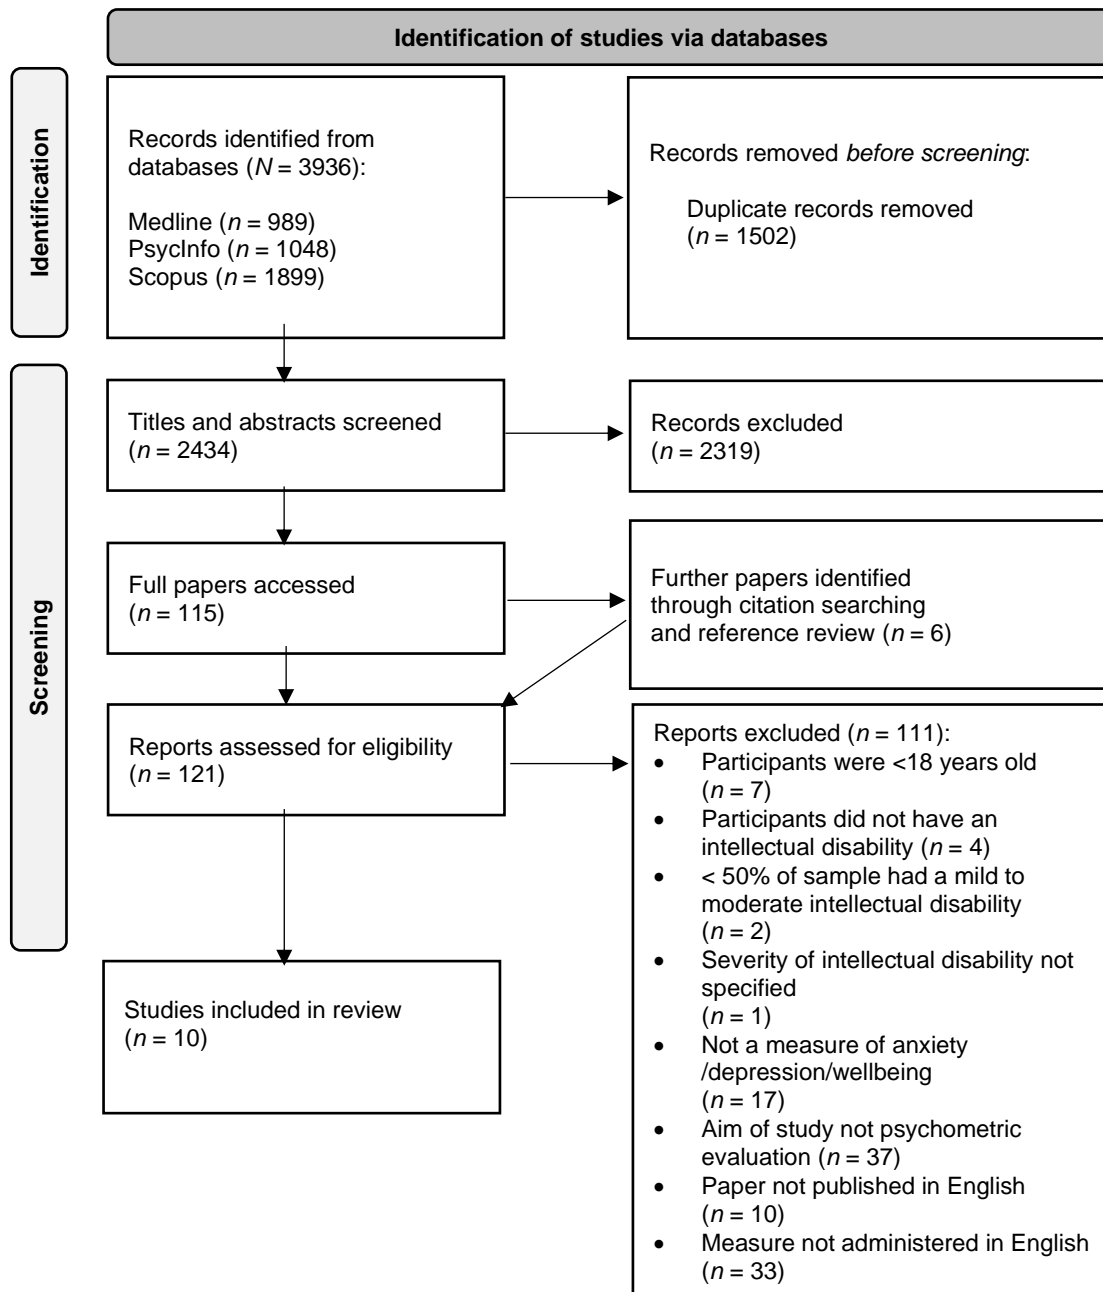 Identification of studies via databases
Identification
Records identified from
databases (N = 3936):
Medline (n = 989)
PsycInfo (n = 1048)
Scopus (n = 1899)
Records removed before screening:
Duplicate records removed
(n = 1502)
Screening
Titles and abstracts screened
(n = 2434)
Records excluded
(n = 2319)
Full papers accessed
(n = 115)
Further papers identified
through citation searching
and reference review (n = 6)
Reports assessed for eligibility
(n = 121)
Reports excluded (n = 111):
• Participants were <18 years old
(n = 7)
• Participants did not have an
intellectual disability (n = 4)
• < 50% of sample had a mild to
moderate intellectual disability
(n = 2)
• Severity of intellectual disability not
specified
(n = 1)
• Not a measure of anxiety
/depression/wellbeing
(n = 17)
• Aim of study not psychometric
evaluation (n = 37)
• Paper not published in English
(n = 10)
• Measure not administered in English
(n = 33)
Studies included in review
(n = 10)